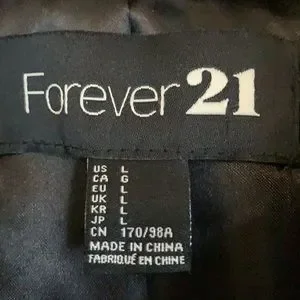 Forever 21
US L
CA G
EU L
UK L
KR L
JP L
CN 170/98A
MADE IN CHINA
FABRIQUÉ EN CHINE